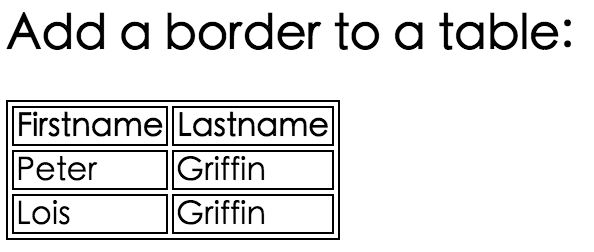 Add a border to a table:
Firstname Lastname
Peter Griffin
Lois Griffin